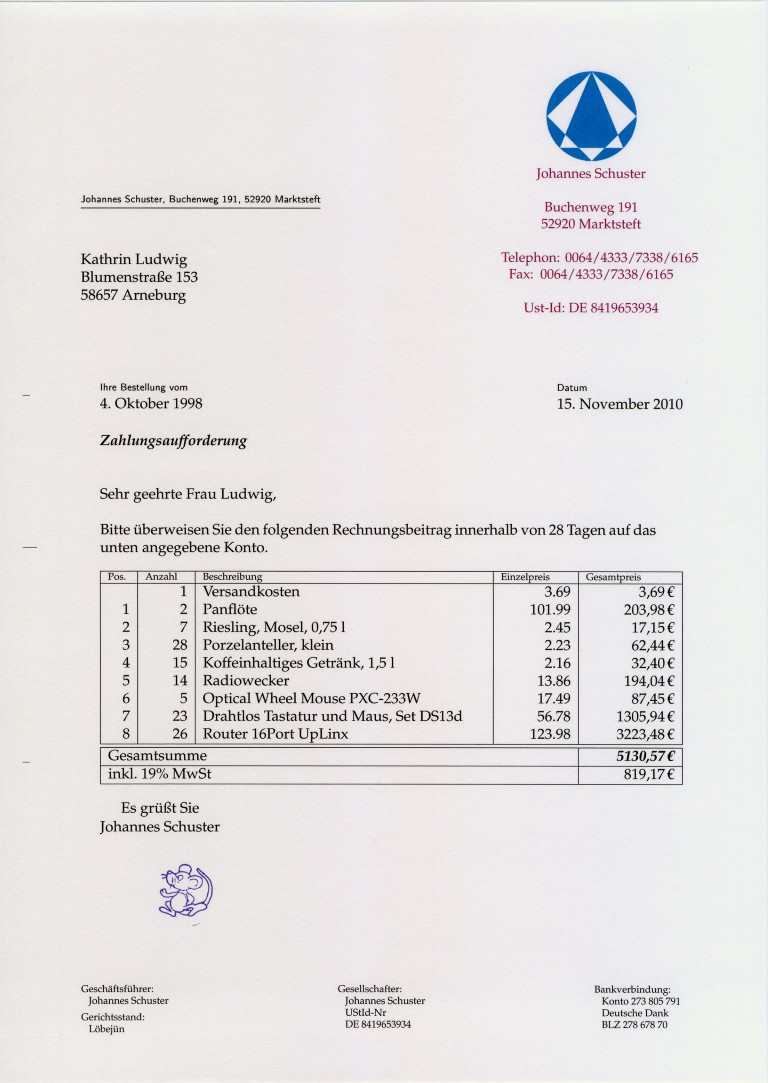 Johannes Schuster
Johannes Schuster, Buchenweg 191, 52920 Marktsteft
Buchenweg 191
52920 Marktsteft
Kathrin Ludwig
Blumenstraße 153
58657 Arneburg
Telephon: 0064/4333/7338/6165
Fax: 0064/4333/7338/6165
Ust-Id: DE 8419653934
Ihre Bestellung vom
4. Oktober 1998
Datum
15. November 2010
Zahlungsaufforderung
Sehr geehrte Frau Ludwig,
Bitte überweisen Sie den folgenden Rechnungsbeitrag innerhalb von 28 Tagen auf das
unten angegebene Konto.
Pos. Anzahl Beschreibung Einzelpreis Gesamtpreis
1 Versandkosten 3.69 3,69 €
1 2 Panflöte 101.99 203,98 €
2 7 Riesling, Mosel, 0,75 l 2.45 17,15 €
3 28 Porzelanteller, klein 2.23 62,44 €
4 15 Koffeinhaltiges Getränk, 1,5 l 2.16 32,40 €
5 14 Radiowecker 13.86 194,04 €
6 5 Optical Wheel Mouse PXC-233W 17.49 87,45 €
7 23 Drahtlos Tastatur und Maus, Set DS13d 56.78 1305,94 €
8 26 Router 16Port UpLinx 123.98 3223,48 €
Gesamtsumme 5130,57 €
inkl. 19% MwSt 819,17 €
Es grüßt Sie
Johannes Schuster
Geschäftsführer:
Johannes Schuster
Gerichtsstand:
Löbejün
Gesellschafter:
Johannes Schuster
UStId-Nr
DE 8419653934
Bankverbindung:
Konto 273 805 791
Deutsche Dank
BLZ 278 678 70